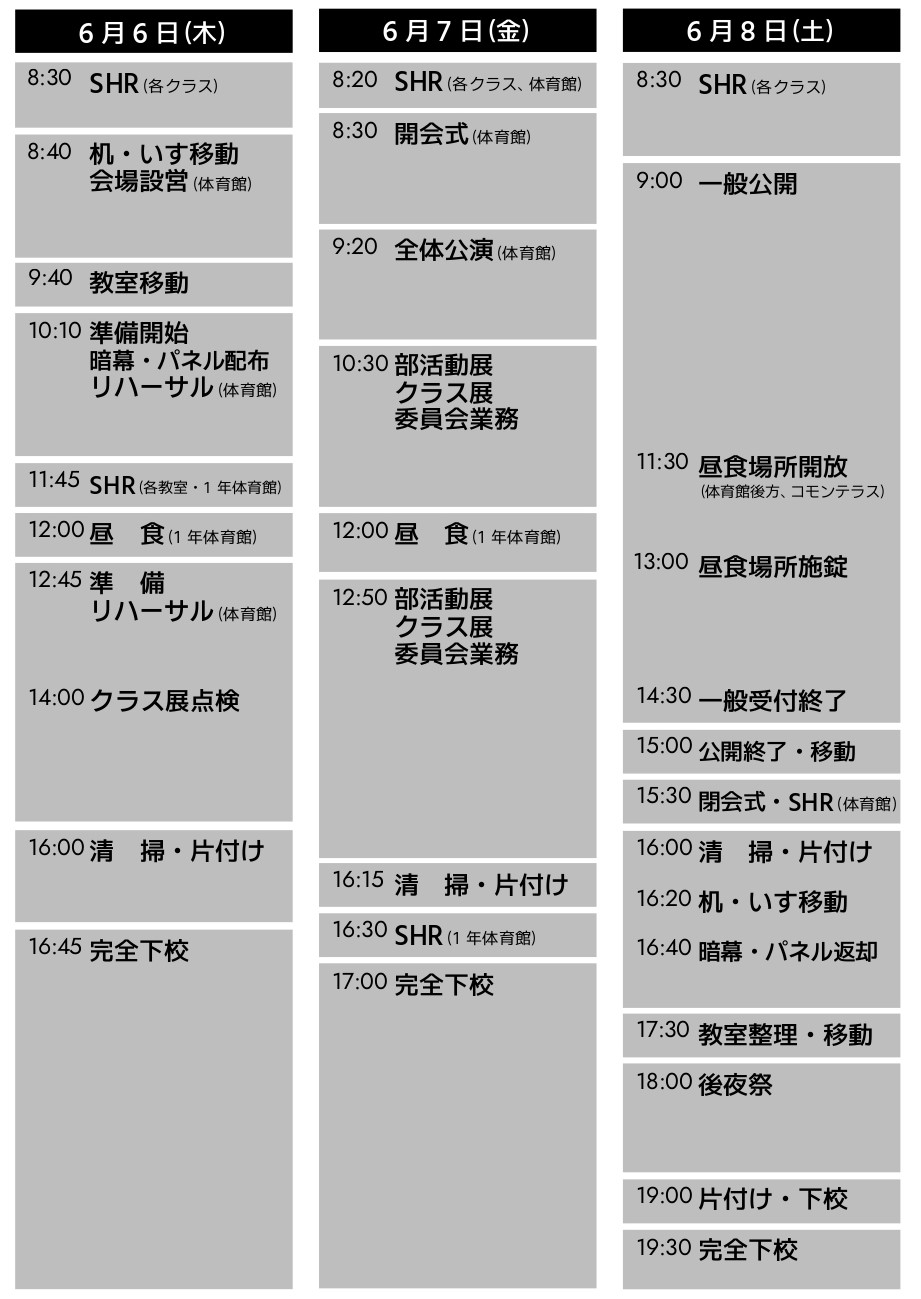 6月6日(木)
8:30 SHR(各クラス)
8:40 机・いす移動
会場設営(体育館)
9:40 教室移動
10:10 準備開始
暗幕・パネル配布
リハーサル(体育館)
11:45 SHR(各教室・1年体育館)
12:00 昼　食(1年体育館)
12:45 準　備
リハーサル(体育館)
14:00 クラス展点検
16:00 清　掃・片付け
16:45 完全下校
6月7日(金)
8:20 SHR(各クラス、体育館)
8:30 開会式(体育館)
9:20 全体公演(体育館)
10:30 部活動展
クラス展
委員会業務
12:00 昼　食(1年体育館)
12:50 部活動展
クラス展
委員会業務
16:15 清　掃・片付け
16:30 SHR(1年体育館)
17:00 完全下校
6月8日(土)
8:30 SHR(各クラス)
9:00 一般公開
11:30 昼食場所開放
(体育館後方、コモンテラス)
13:00 昼食場所施錠
14:30 一般受付終了
15:00 公開終了・移動
15:30 閉会式・SHR(体育館)
16:00 清　掃・片付け
16:20 机・いす移動
16:40 暗幕・パネル返却
17:30 教室整理・移動
18:00 後夜祭
19:00 片付け・下校
19:30 完全下校